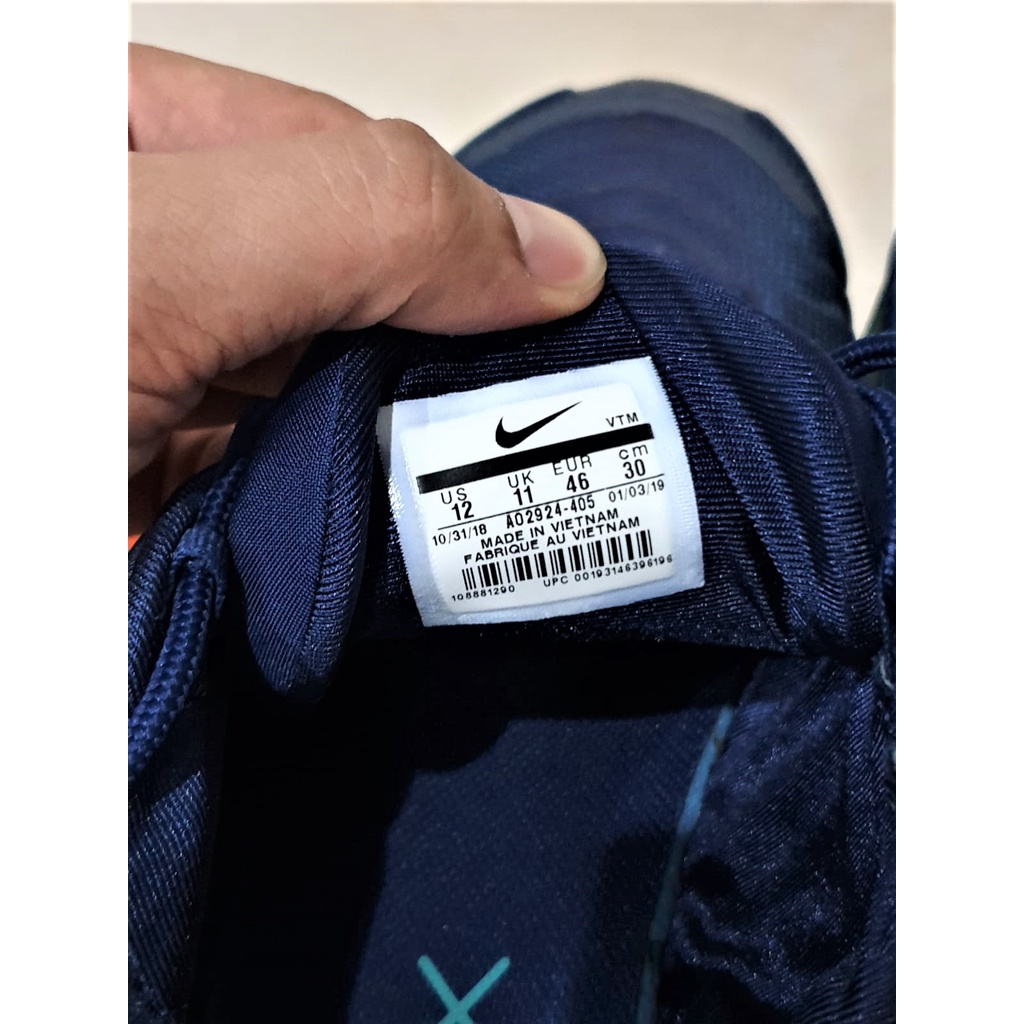 VTM
US UK EUR cm
12 11 46 30
10/31/18 AO2924-405 01/03/19
MADE IN VIETNAM
FABRIQUE AU VIETNAM
108881290 UPC 00193146396196